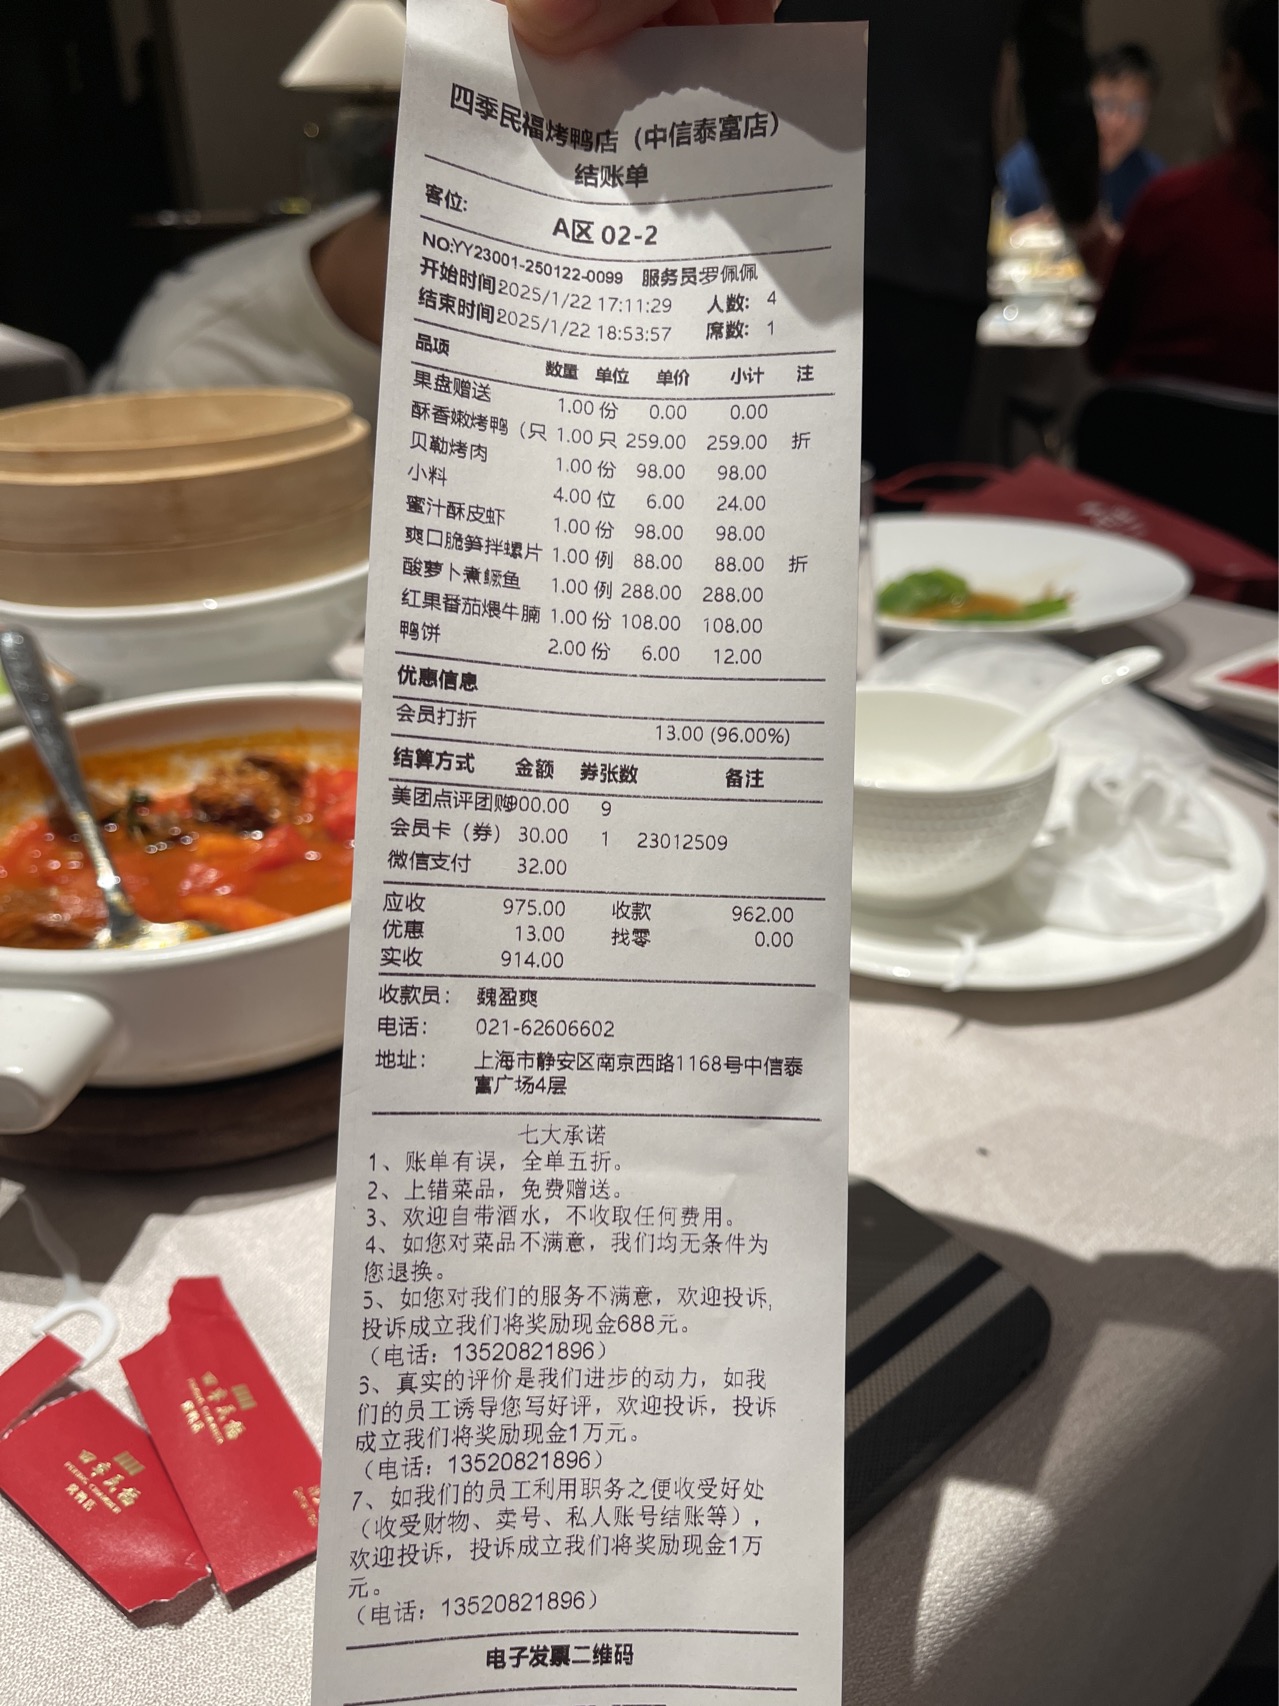 四季民福烤鸭店（中信泰富店）
结账单
客位:
A区 02-2
NO:YY23001-250122-0099 服务员:罗佩佩
开始时间2025/1/22 17:11:29 人数: 4
结束时间2025/1/22 18:53:57 席数: 1
品项 数量 单位 单价 小计 注
果盘赠送 1.00 份 0.00 0.00
酥香嫩烤鸭（只 1.00 只 259.00 259.00 折
贝勒烤肉 1.00 份 98.00 98.00
小料 4.00 位 6.00 24.00
蜜汁酥皮虾 1.00 份 98.00 98.00
爽口脆笋拌螺片 1.00 例 88.00 88.00 折
酸萝卜煮鳜鱼 1.00 例 288.00 288.00
红果番茄煨牛腩 1.00 份 108.00 108.00
鸭饼 2.00 份 6.00 12.00
优惠信息
会员打折 13.00 (96.00%)
结算方式 金额 券张数 备注
美团点评团购900.00 9
会员卡（券） 30.00 1 23012509
微信支付 32.00
应收 975.00 收款 962.00
优惠 13.00 找零 0.00
实收 914.00
收款员： 魏盈爽
电话： 021-62606602
地址： 上海市静安区南京西路1168号中信泰
富广场4层
七大承诺
1、账单有误，全单五折。
2、上错菜品，免费赠送。
3、欢迎自带酒水，不收取任何费用。
4、如您对菜品不满意，我们均无条件为
您退换。
5、如您对我们的服务不满意，欢迎投诉,
投诉成立我们将奖励现金688元。
（电话：13520821896）
6、真实的评价是我们进步的动力，如我
们的员工诱导您写好评，欢迎投诉，投诉
成立我们将奖励现金1万元。
（电话：13520821896）
7、如我们的员工利用职务之便收受好处
（收受财物、卖号、私人账号结账等），
欢迎投诉，投诉成立我们将奖励现金1万
元。
（电话：13520821896）
电子发票二维码
四季民福
四季民福